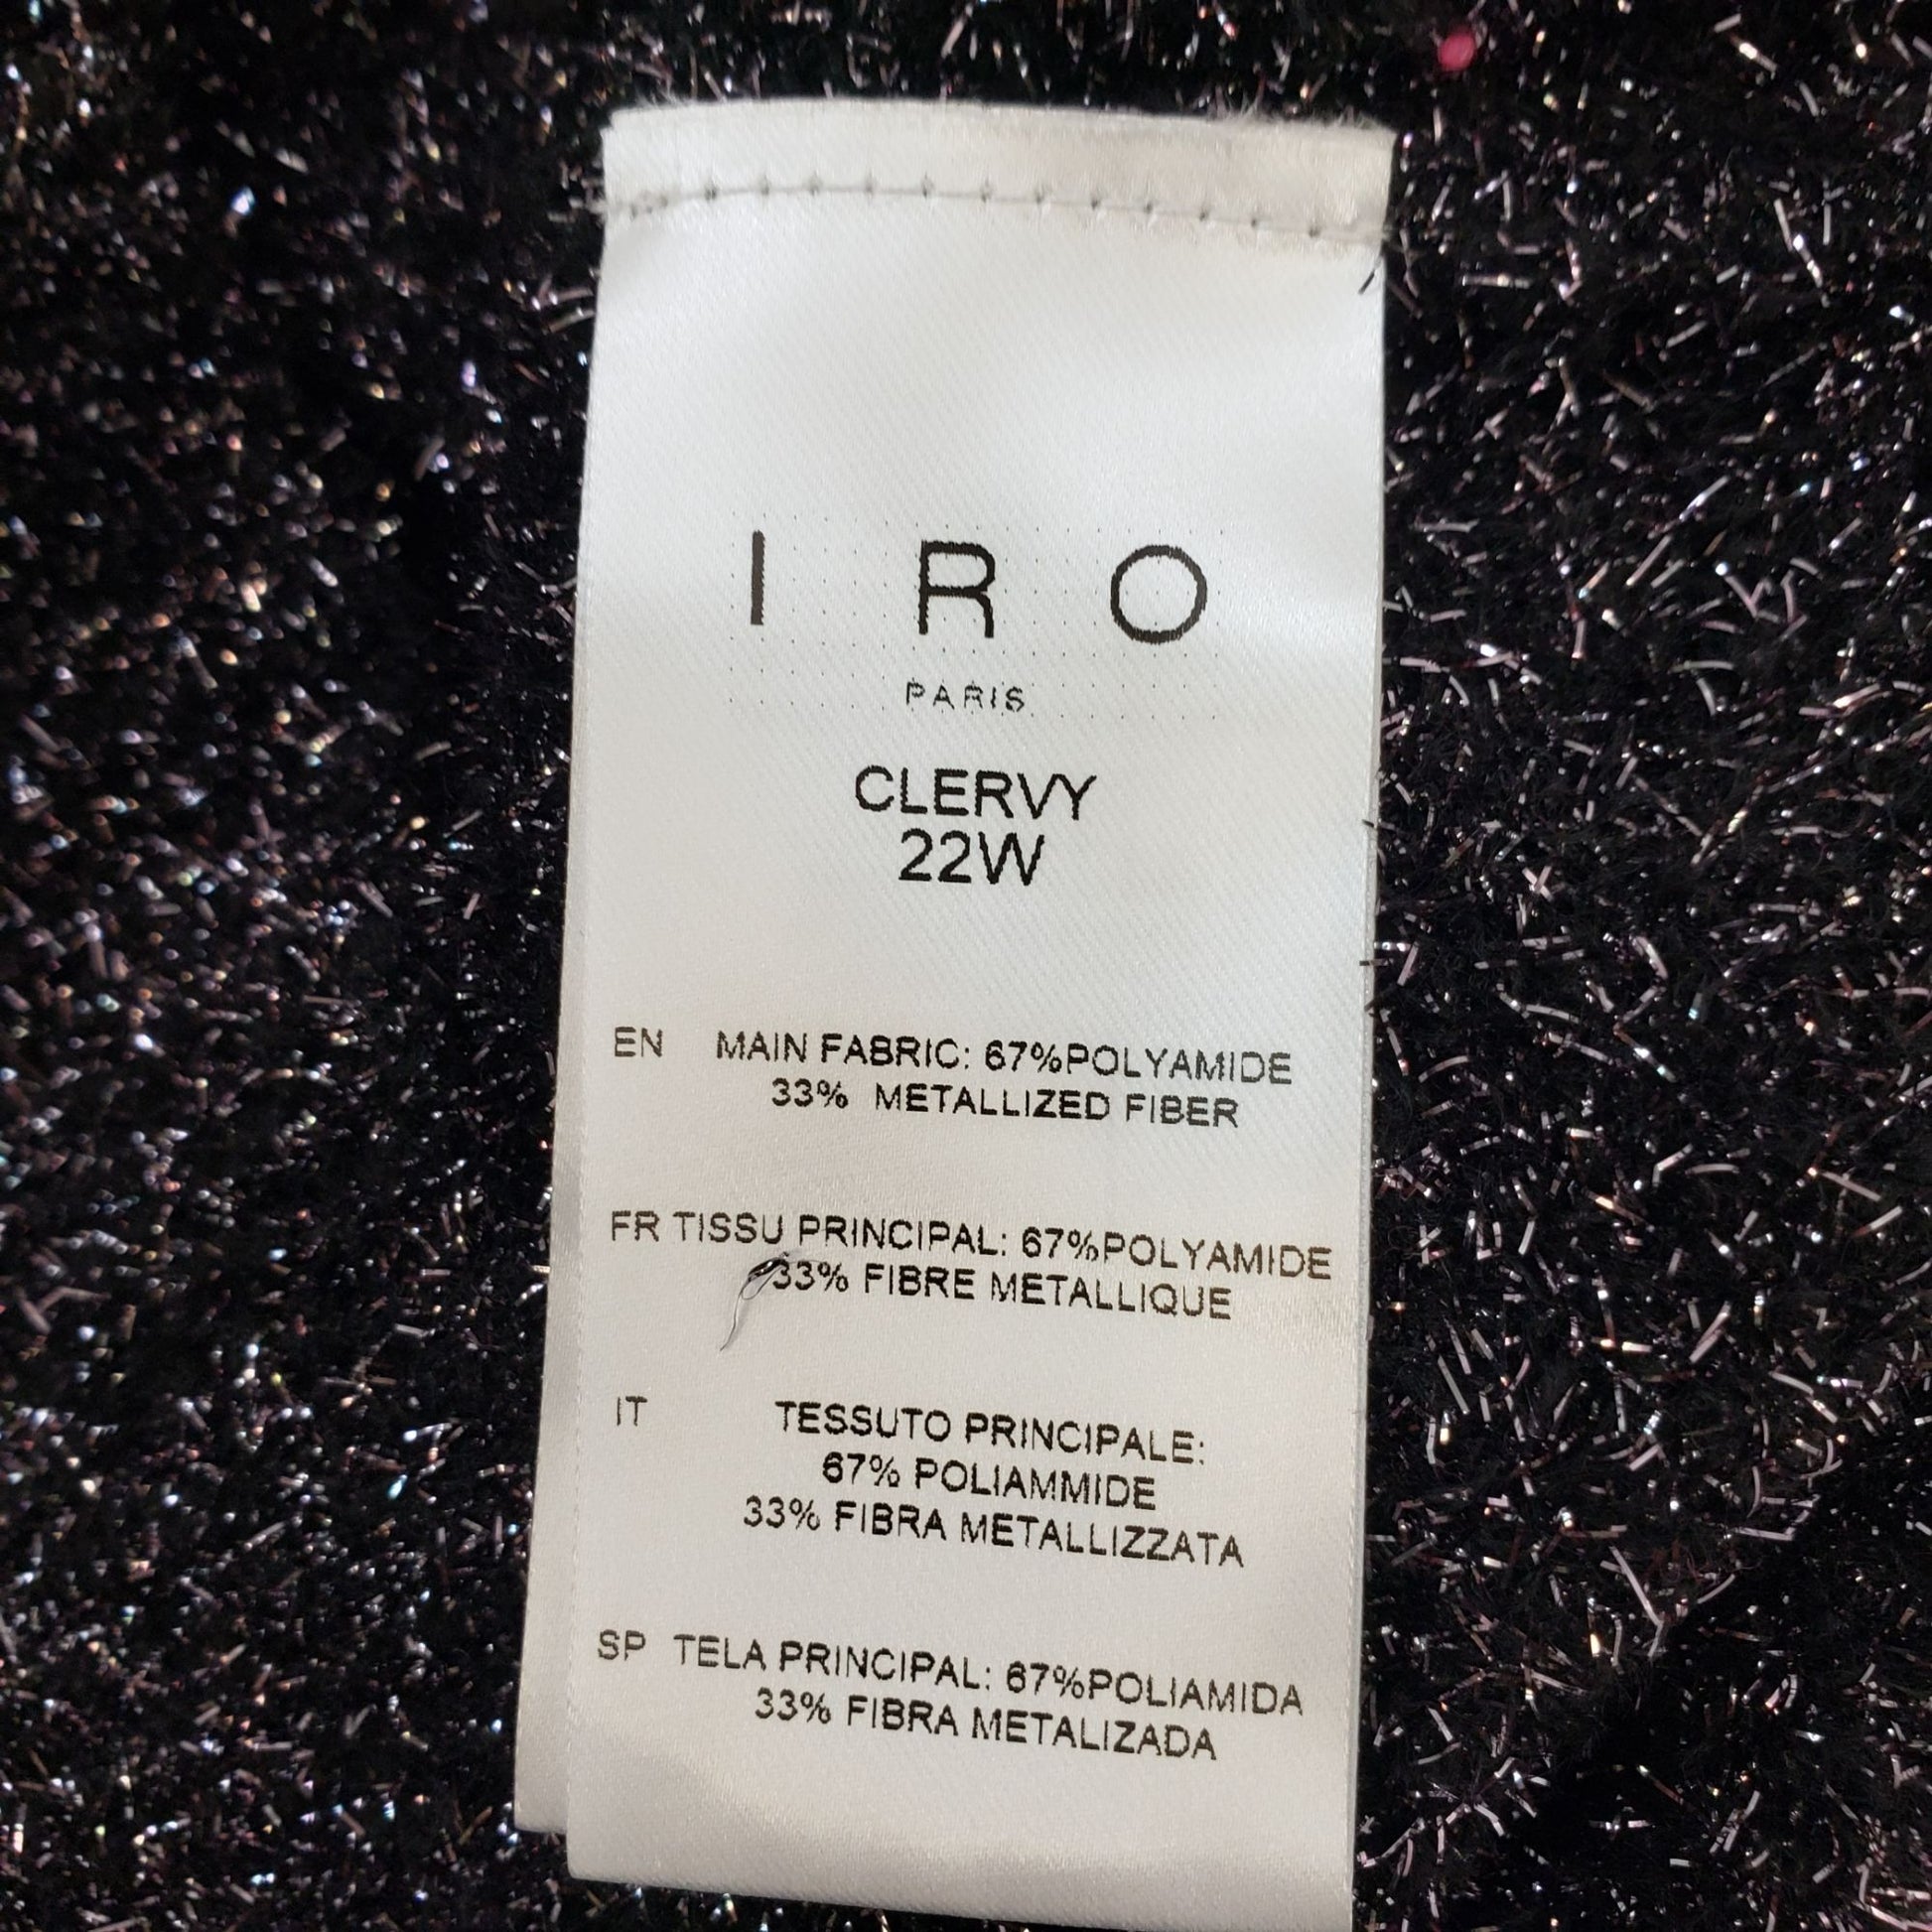 IRO
PARIS
CLERVY
22W
EN MAIN FABRIC: 67%POLYAMIDE
33% METALLIZED FIBER
FR TISSU PRINCIPAL: 67%POLYAMIDE
33% FIBRE METALLIQUE
IT TESSUTO PRINCIPALE:
67% POLIAMMIDE
33% FIBRA METALLIZZATA
SP TELA PRINCIPAL: 67%POLIAMIDA
33% FIBRA METALIZADA